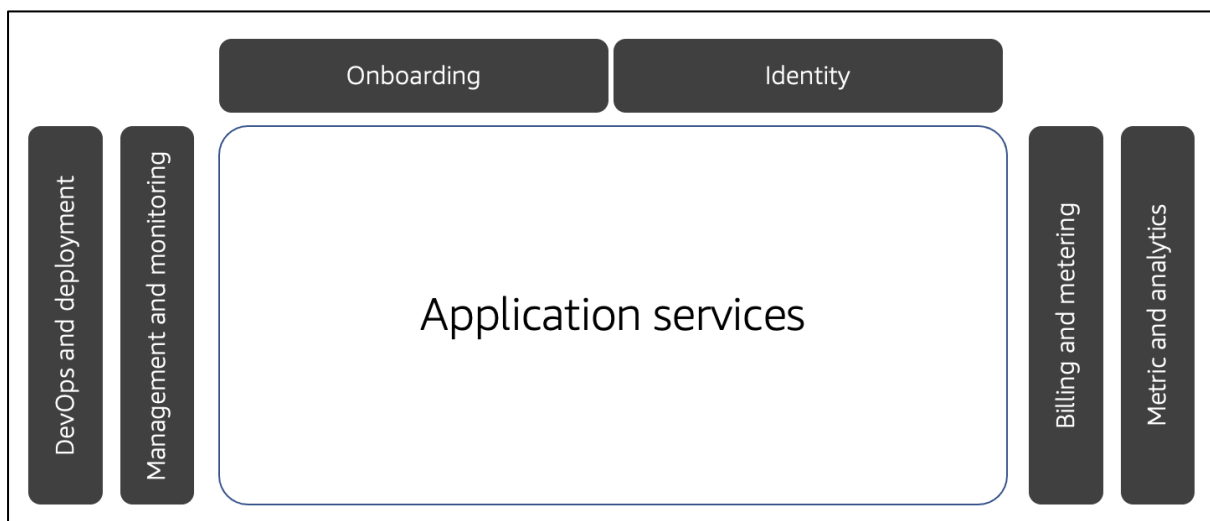 Onboarding
Identity
DevOps and deployment
Management and monitoring
Application services
Billing and metering
Metric and analytics